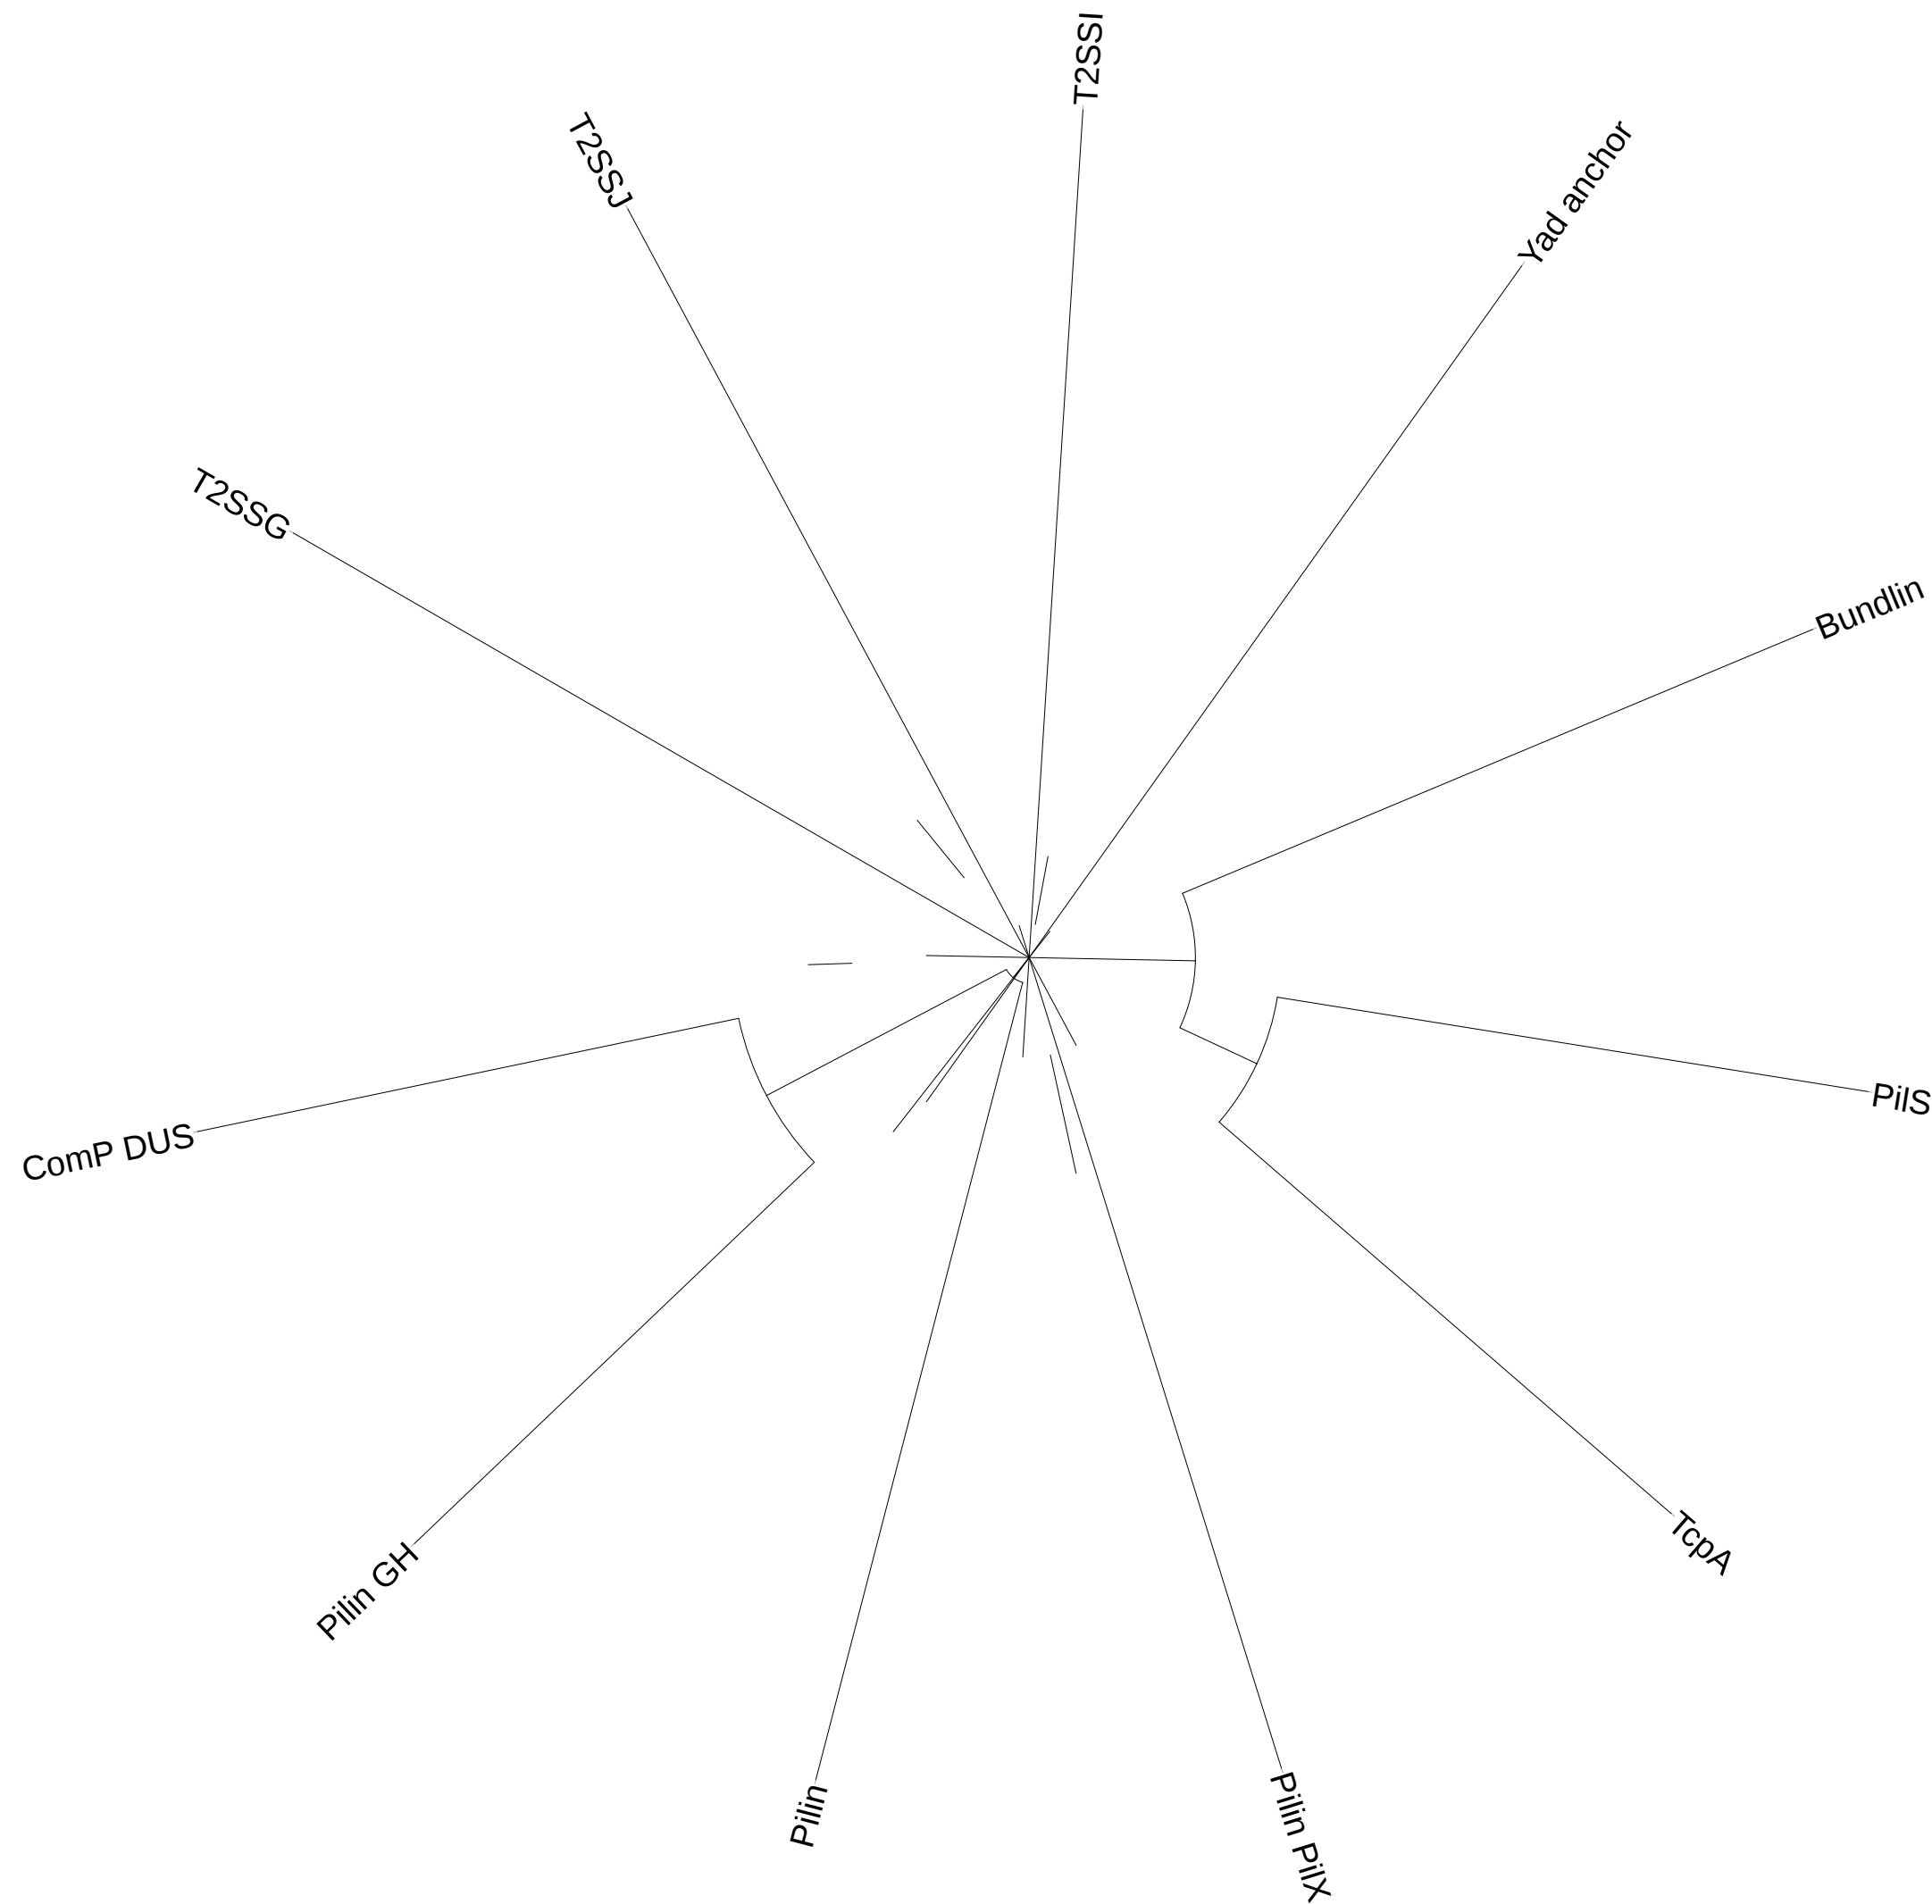 T2SSI
T2SSJ
Yad anchor
T2SSG
Bundlin
PilS
ComP DUS
TcpA
Pilin GH
Pilin
Pilin PilX